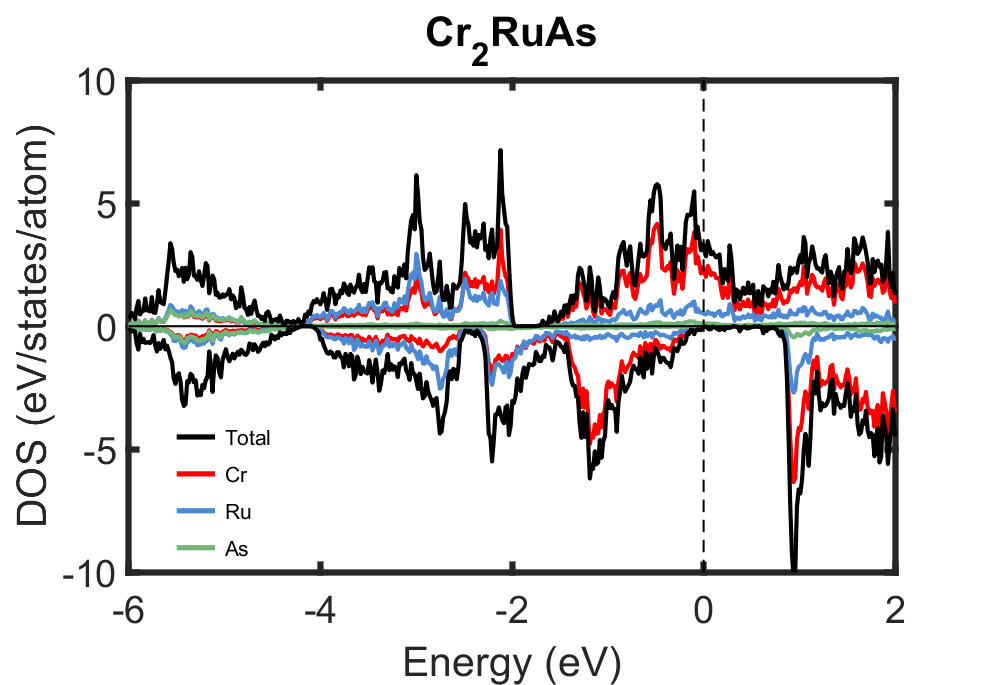 Cr₂RuAs
10
5
0
-5
-10
DOS (eV/states/atom)
Total
Cr
Ru
As
-6 -4 -2 0 2
Energy (eV)